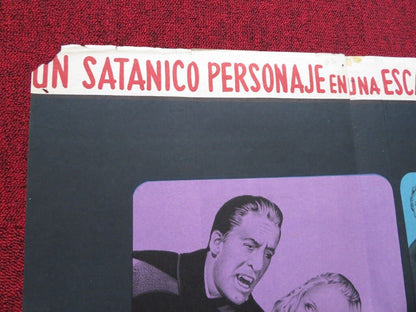 UN SATANICO PERSONAJE EN UNA